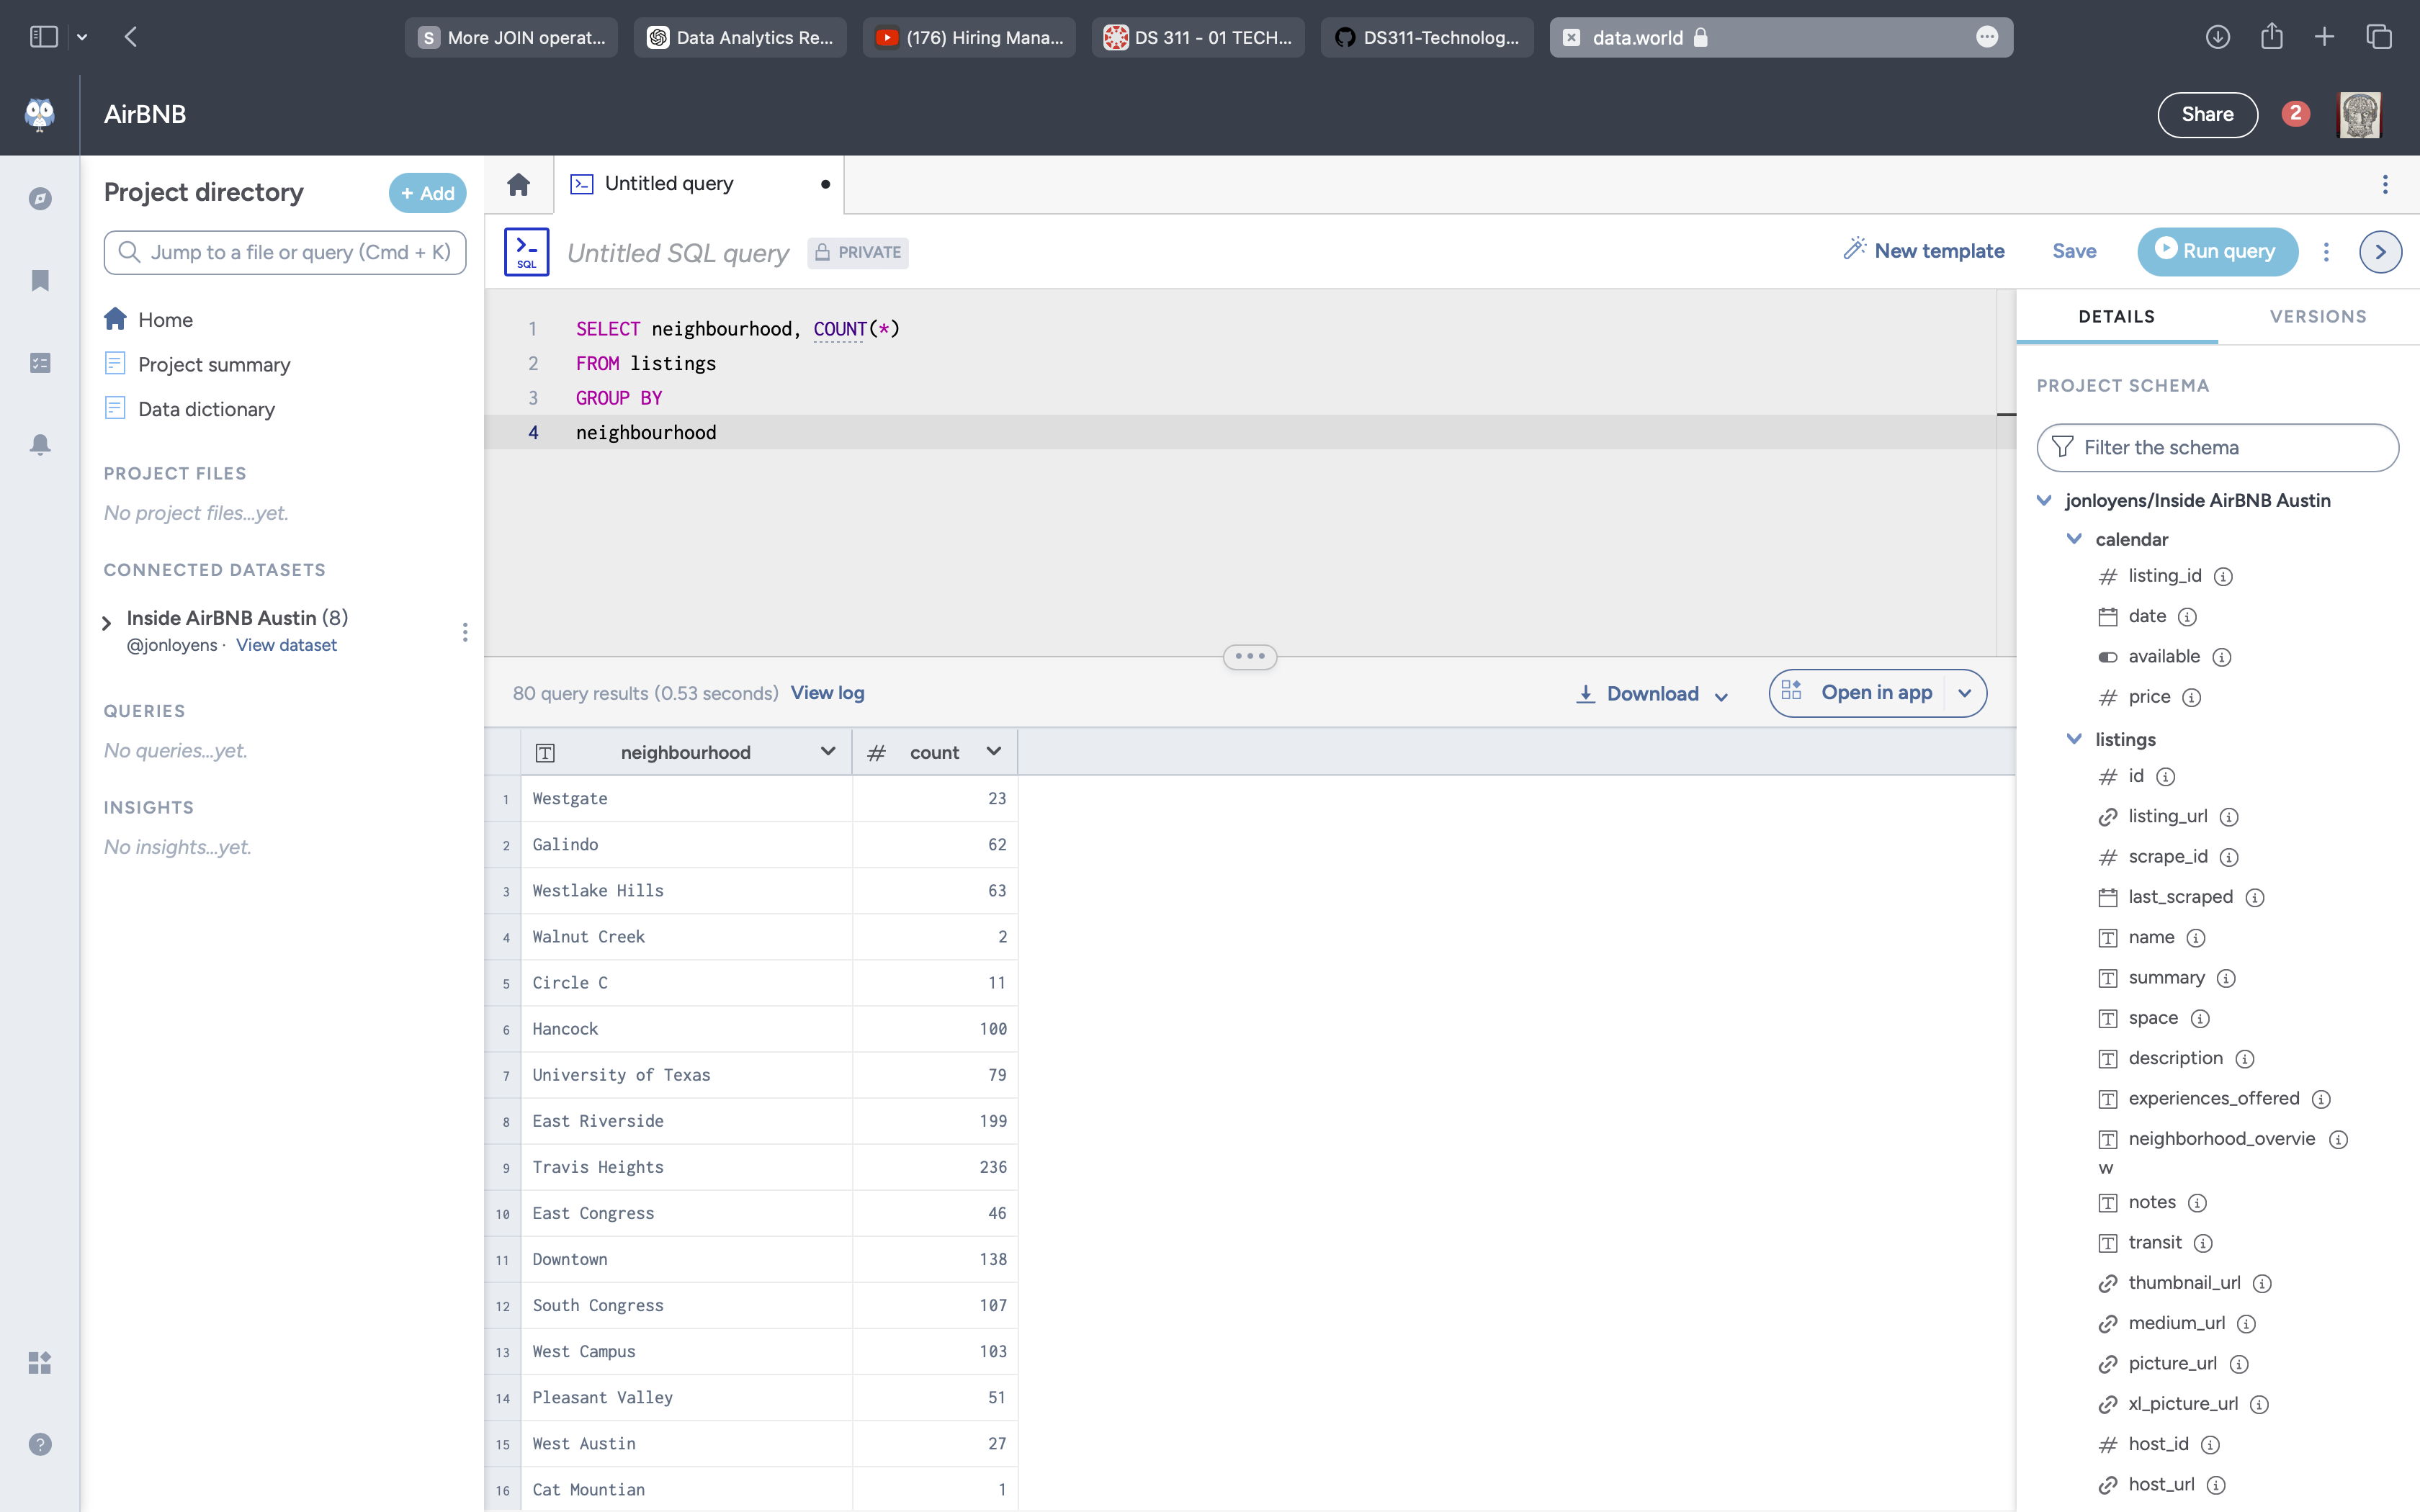 S More JOIN operat...
Data Analytics Re...
(176) Hiring Mana...
DS 311 - 01 TECH...
DS311-Technolog...
data.world
AirBNB
Share
2
Project directory
+ Add
Jump to a file or query (Cmd + K)
Home
Project summary
Data dictionary
PROJECT FILES
No project files...yet.
CONNECTED DATASETS
Inside AirBNB Austin (8)
@jonloyens · View dataset
QUERIES
No queries...yet.
INSIGHTS
No insights...yet.
Untitled query
SQL
Untitled SQL query
PRIVATE
New template
Save
Run query
1 SELECT neighbourhood, COUNT(*)
2 FROM listings
3 GROUP BY
4 neighbourhood
80 query results (0.53 seconds) View log
Download
Open in app
neighbourhood # count
1 Westgate 23
2 Galindo 62
3 Westlake Hills 63
4 Walnut Creek 2
5 Circle C 11
6 Hancock 100
7 University of Texas 79
8 East Riverside 199
9 Travis Heights 236
10 East Congress 46
11 Downtown 138
12 South Congress 107
13 West Campus 103
14 Pleasant Valley 51
15 West Austin 27
16 Cat Mountian 1
DETAILS
VERSIONS
PROJECT SCHEMA
Filter the schema
jonloyens/Inside AirBNB Austin
calendar
# listing_id
date
available
# price
listings
# id
listing_url
# scrape_id
last_scraped
name
summary
space
description
experiences_offered
neighborhood_overvie
w
notes
transit
thumbnail_url
medium_url
picture_url
xl_picture_url
# host_id
host_url